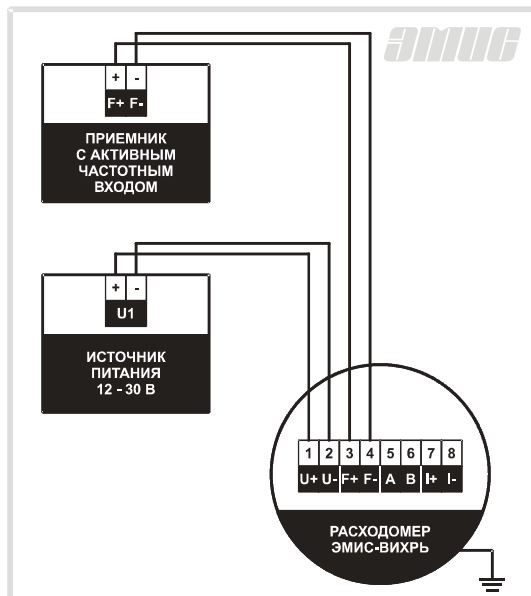 ЭМИС
+ -
F+ F-
ПРИЕМНИК
С АКТИВНЫМ
ЧАСТОТНЫМ
ВХОДОМ
+ -
U1
ИСТОЧНИК
ПИТАНИЯ
12 - 30 В
1 2 3 4 5 6 7 8
U+ U- F+ F- A B I+ I-
РАСХОДОМЕР
ЭМИС-ВИХРЬ